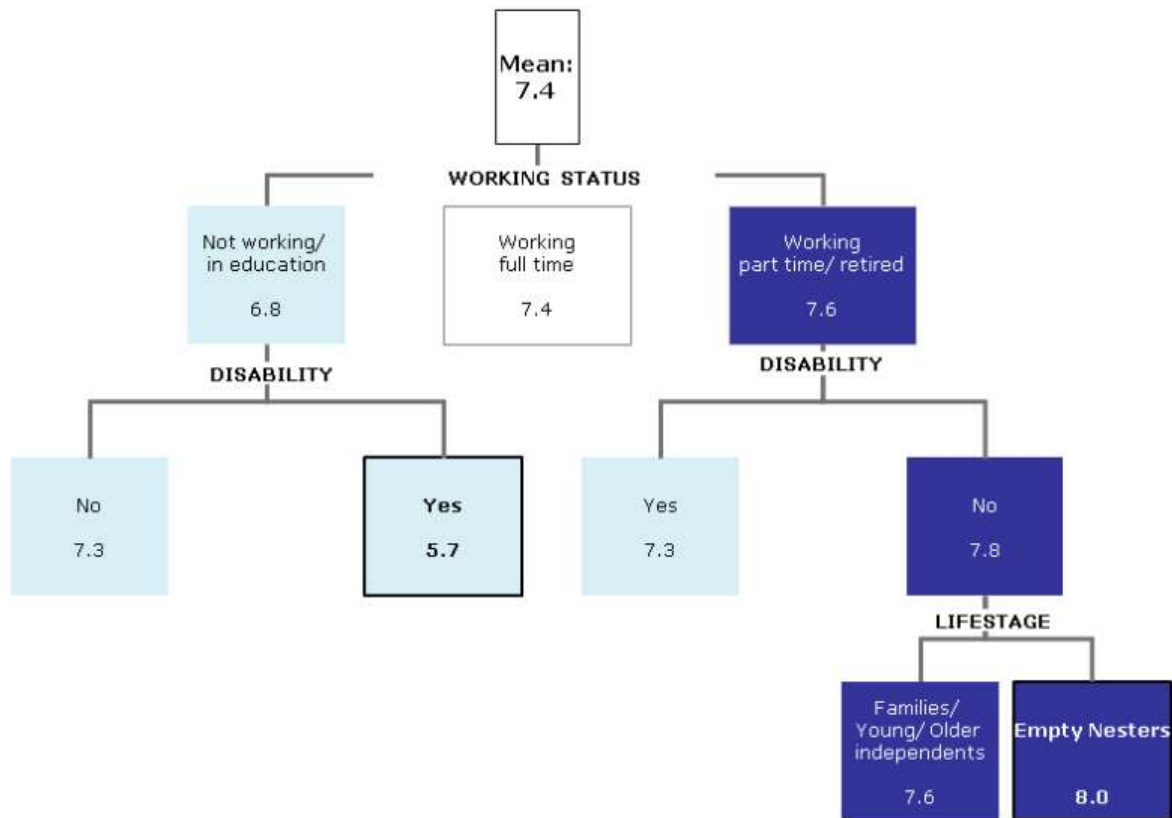 Mean:
7.4
WORKING STATUS
Not working/
in education
6.8
Working
full time
7.4
Working
part time/ retired
7.6
DISABILITY
DISABILITY
No
7.3
Yes
5.7
Yes
7.3
No
7.8
LIFESTAGE
Families/
Young/ Older
independents
7.6
Empty Nesters
8.0